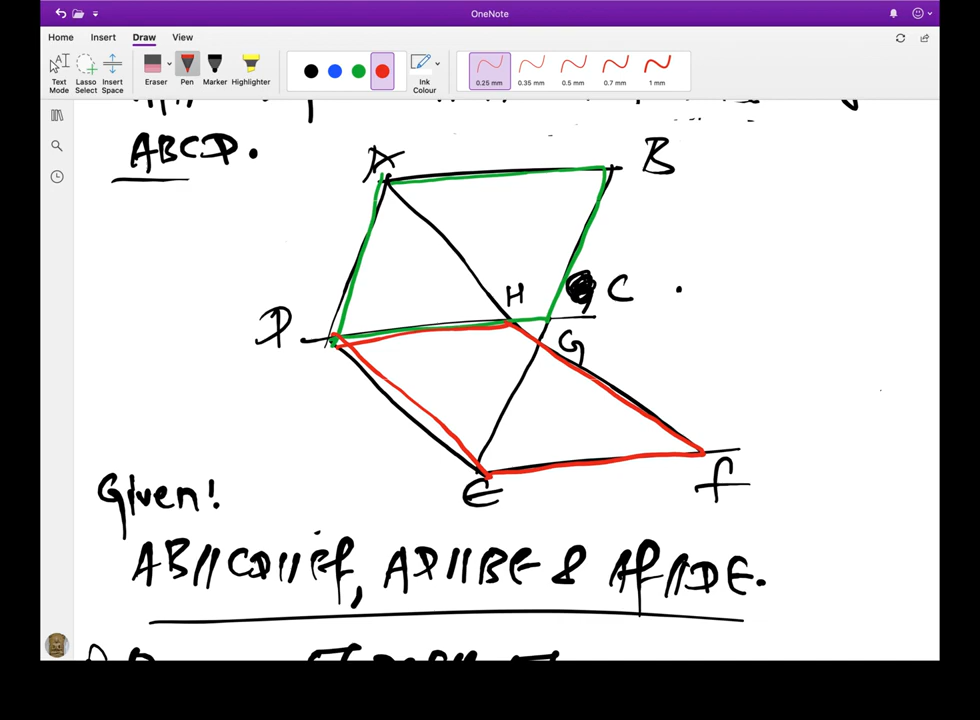 OneNote
Home Insert Draw View
Text Mode Lasso Select Insert Space Eraser Pen Marker Highlighter Ink Colour 0.25 mm 0.35 mm 0.5 mm 0.7 mm 1 mm
ABCD.
A B
H C
D G
E F
Given!
AB//CD//EF, AD//BE & AF//DE.